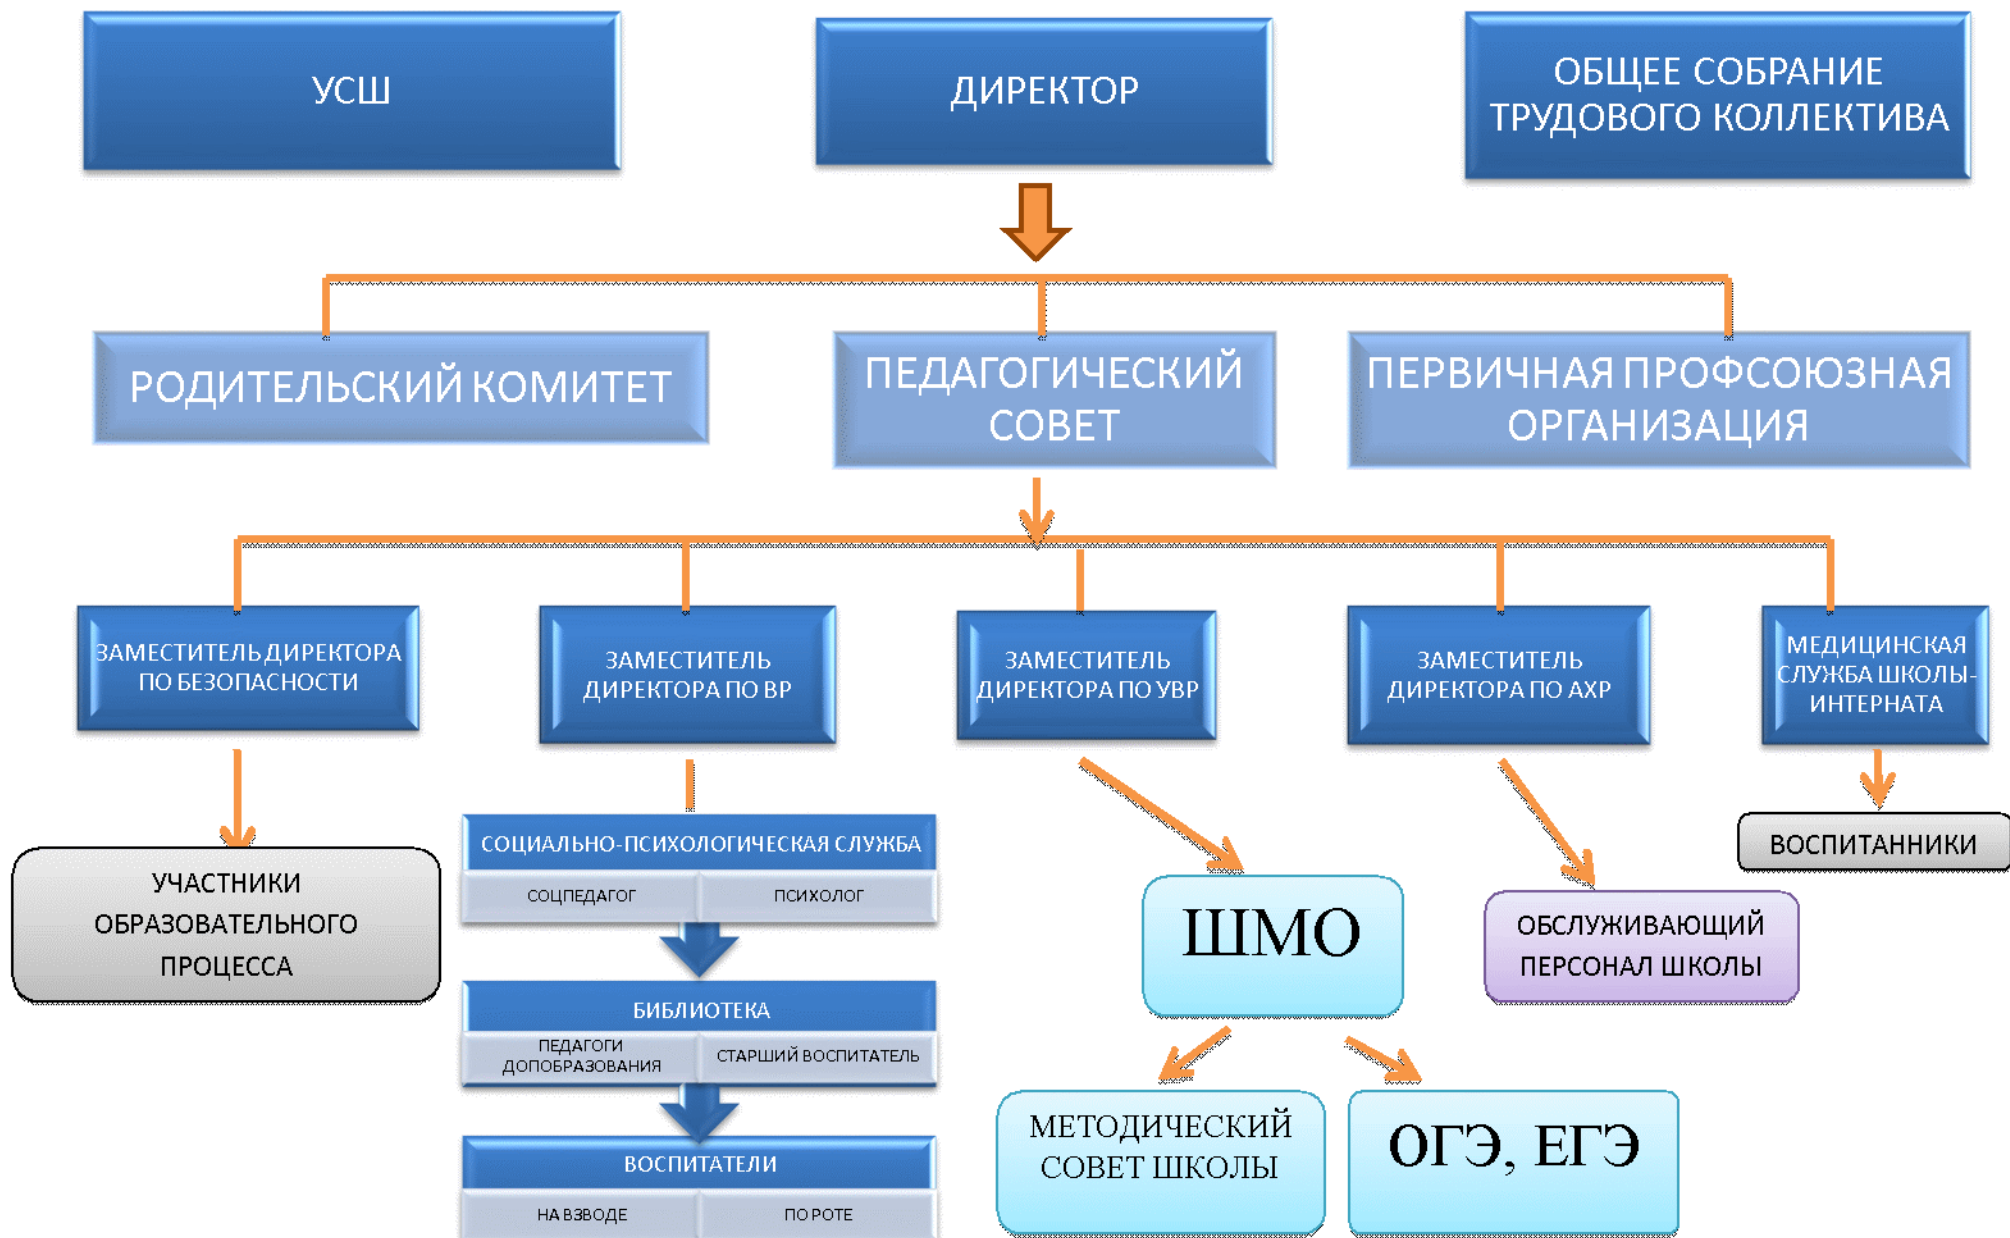 УСШ
ДИРЕКТОР
ОБЩЕЕ СОБРАНИЕ
ТРУДОВОГО КОЛЛЕКТИВА
РОДИТЕЛЬСКИЙ КОМИТЕТ
ПЕДАГОГИЧЕСКИЙ
СОВЕТ
ПЕРВИЧНАЯ ПРОФСОЮЗНАЯ
ОРГАНИЗАЦИЯ
ЗАМЕСТИТЕЛЬ ДИРЕКТОРА
ПО БЕЗОПАСНОСТИ
ЗАМЕСТИТЕЛЬ
ДИРЕКТОРА ПО ВР
ЗАМЕСТИТЕЛЬ
ДИРЕКТОРА ПО УВР
ЗАМЕСТИТЕЛЬ
ДИРЕКТОРА ПО АХР
МЕДИЦИНСКАЯ
СЛУЖБА ШКОЛЫ-
ИНТЕРНАТА
УЧАСТНИКИ
ОБРАЗОВАТЕЛЬНОГО
ПРОЦЕССА
СОЦИАЛЬНО-ПСИХОЛОГИЧЕСКАЯ СЛУЖБА
СОЦПЕДАГОГ
ПСИХОЛОГ
БИБЛИОТЕКА
ПЕДАГОГИ
ДОПОБРАЗОВАНИЯ
СТАРШИЙ ВОСПИТАТЕЛЬ
ВОСПИТАТЕЛИ
НА ВЗВОДЕ
ПО РОТЕ
ШМО
МЕТОДИЧЕСКИЙ
СОВЕТ ШКОЛЫ
ОГЭ, ЕГЭ
ОБСЛУЖИВАЮЩИЙ
ПЕРСОНАЛ ШКОЛЫ
ВОСПИТАННИКИ